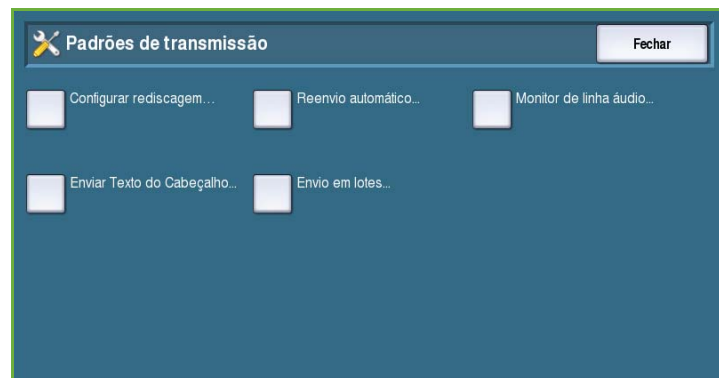 Padrões de transmissão
Fechar
Configurar rediscagem...
Reenvio automático...
Monitor de linha áudio...
Enviar Texto do Cabeçalho...
Envio em lotes...